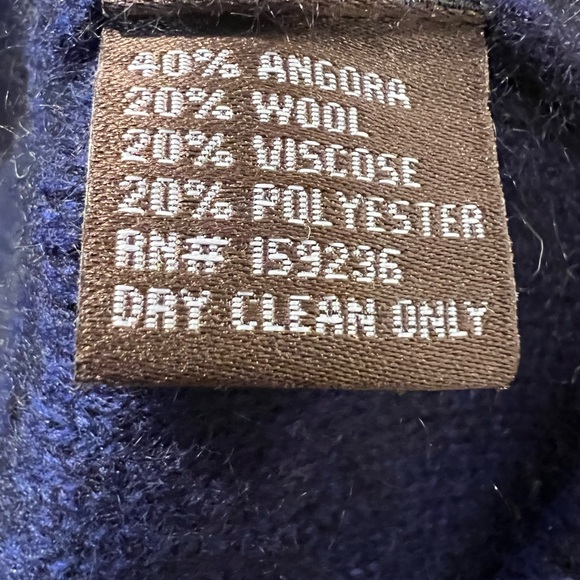 40% ANGORA
20% WOOL
20% VISCOSE
20% POLYESTER
RN# 159236
DRY CLEAN ONLY